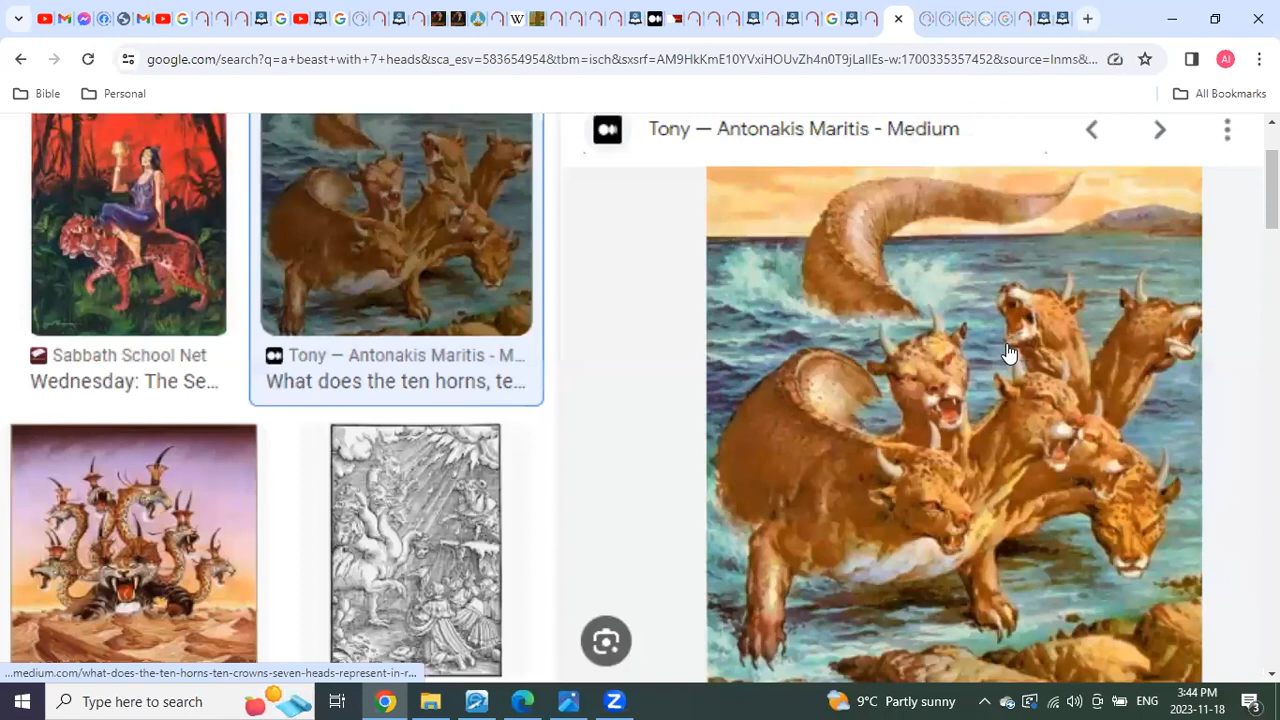 google.com/search?q=a+beast+with+7+heads&sca_esv=583654954&tbm=isch&sxsrf=AM9HkKmE10YVxiHO1vZh4n0T9jLallEs-w:1700335357452&source=lnms&...
Bible
Personal
All Bookmarks
Tony — Antonakis Maritis - Medium
Sabbath School Net
Wednesday: The Se...
Tony — Antonakis Maritis - M...
What does the ten horns, te...
...medium.com/what-does-the-ten-horns-ten-crowns-seven-heads-represent-in-r...
Type here to search
9°C Partly sunny
ENG
3:44 PM
2023-11-18
3
AI